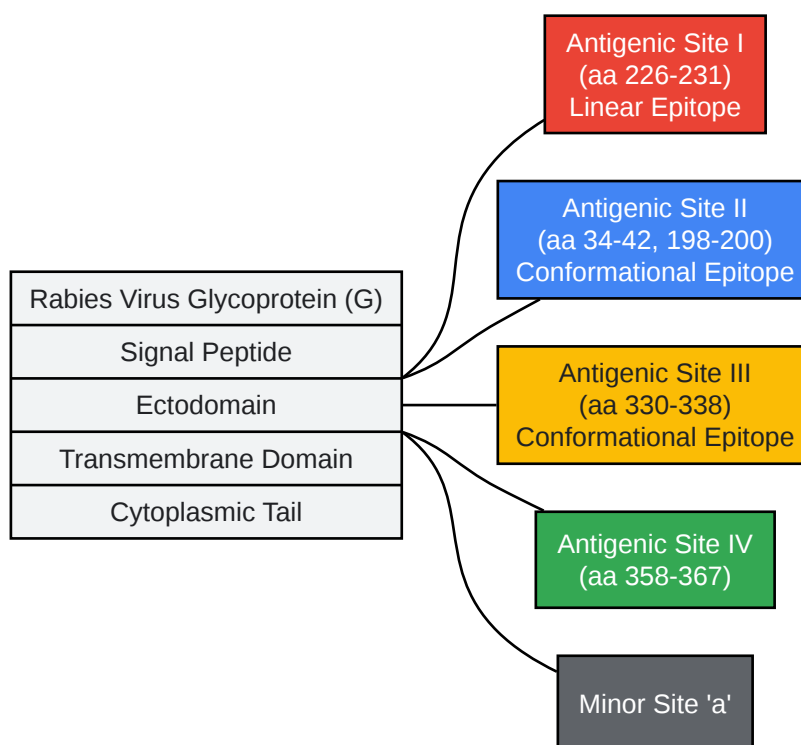 Antigenic Site I
(aa 226-231)
Linear Epitope
Antigenic Site II
(aa 34-42, 198-200)
Conformational Epitope
Rabies Virus Glycoprotein (G)
Signal Peptide
Ectodomain
Transmembrane Domain
Cytoplasmic Tail
Antigenic Site III
(aa 330-338)
Conformational Epitope
Antigenic Site IV
(aa 358-367)
Minor Site 'a'